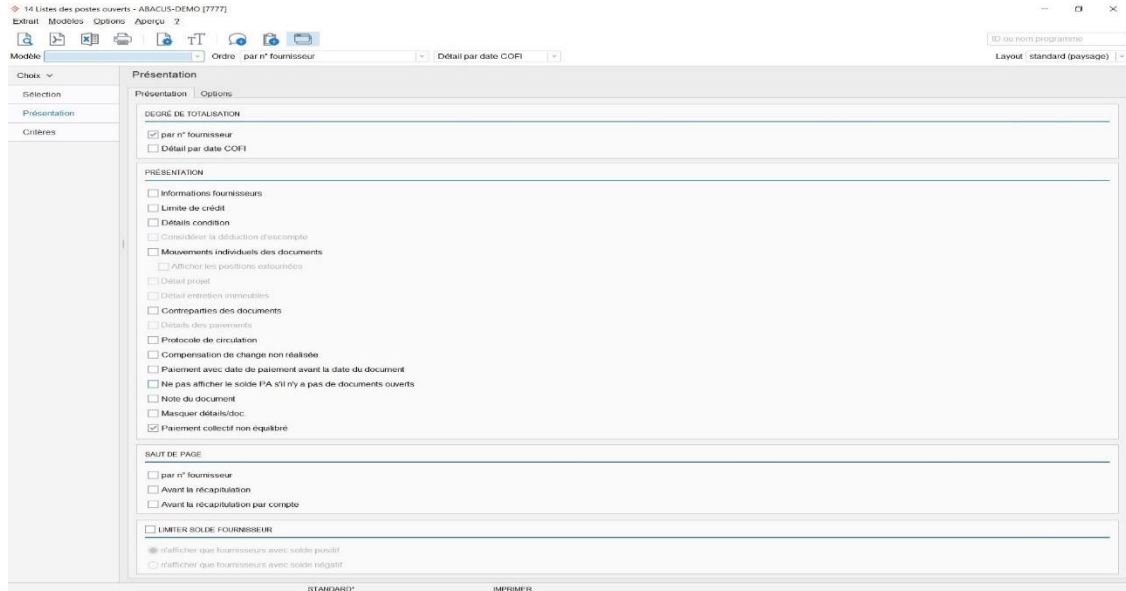 14 Listes des postes ouverts - ABACUS-DEMO [7777]
Extrait Modèles Options Aperçu ?
ID ou nom programme
Modèle Ordre par n° fournisseur Détail par date COFI Layout standard (paysage)
Choix
Présentation
Sélection
Présentation Options
Présentation
DEGRÉ DE TOTALISATION
Critères
par n° fournisseur
Détail par date COFI
PRÉSENTATION
Informations fournisseurs
Limite de crédit
Détails condition
Considérer la déduction d'escompte
Mouvements individuels des documents
Afficher les positions extournées
Détail projet
Détail entretien immeubles
Contreparties des documents
Détails des paiements
Protocole de circulation
Compensation de change non réalisée
Paiement avec date de paiement avant la date du document
Ne pas afficher le solde PA s'il n'y a pas de documents ouverts
Note du document
Masquer détails/doc.
Paiement collectif non équilibré
SAUT DE PAGE
par n° fournisseur
Avant la récapitulation
Avant la récapitulation par compte
LIMITER SOLDE FOURNISSEUR
n'afficher que fournisseurs avec solde positif
n'afficher que fournisseurs avec solde négatif
STANDARD* IMPRIMER